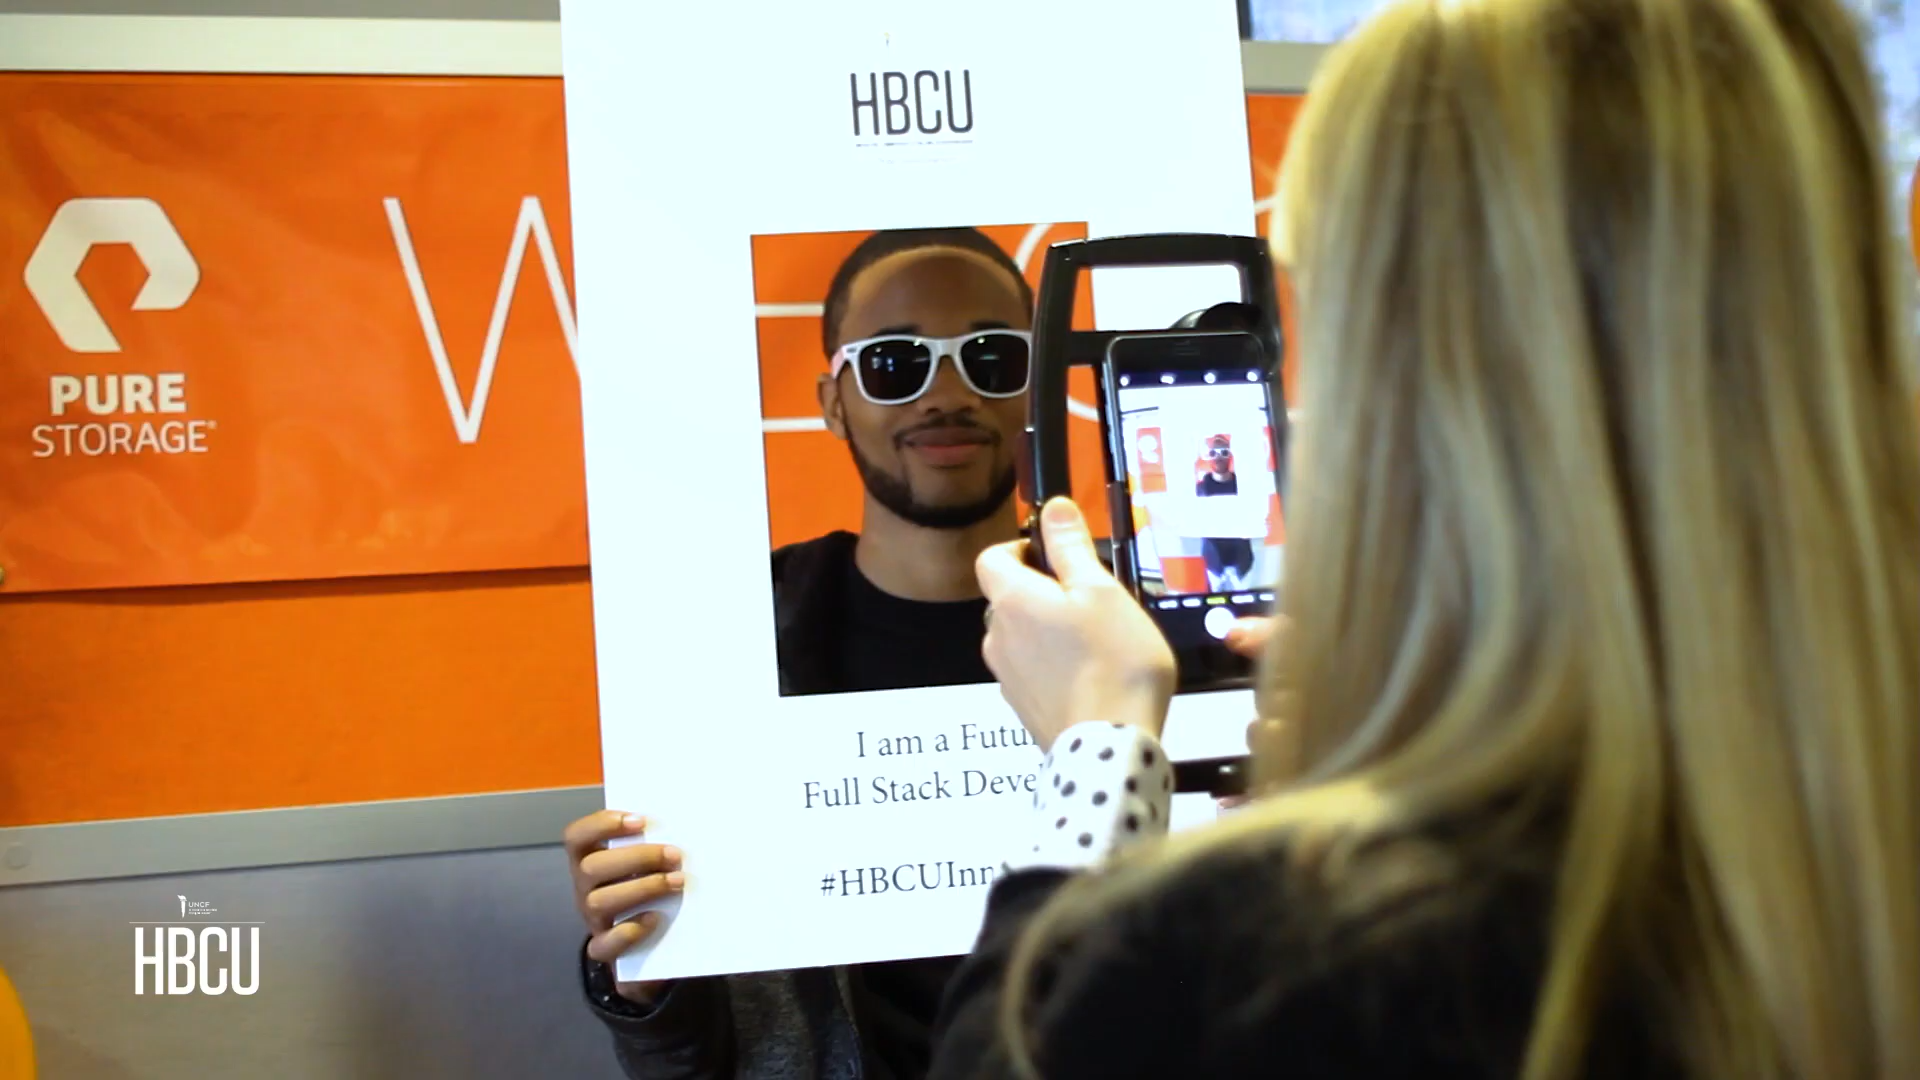 HBCU
PURE
STORAGE®
W
I am a Futu
Full Stack Deve
#HBCUInn
UNCF
HBCU